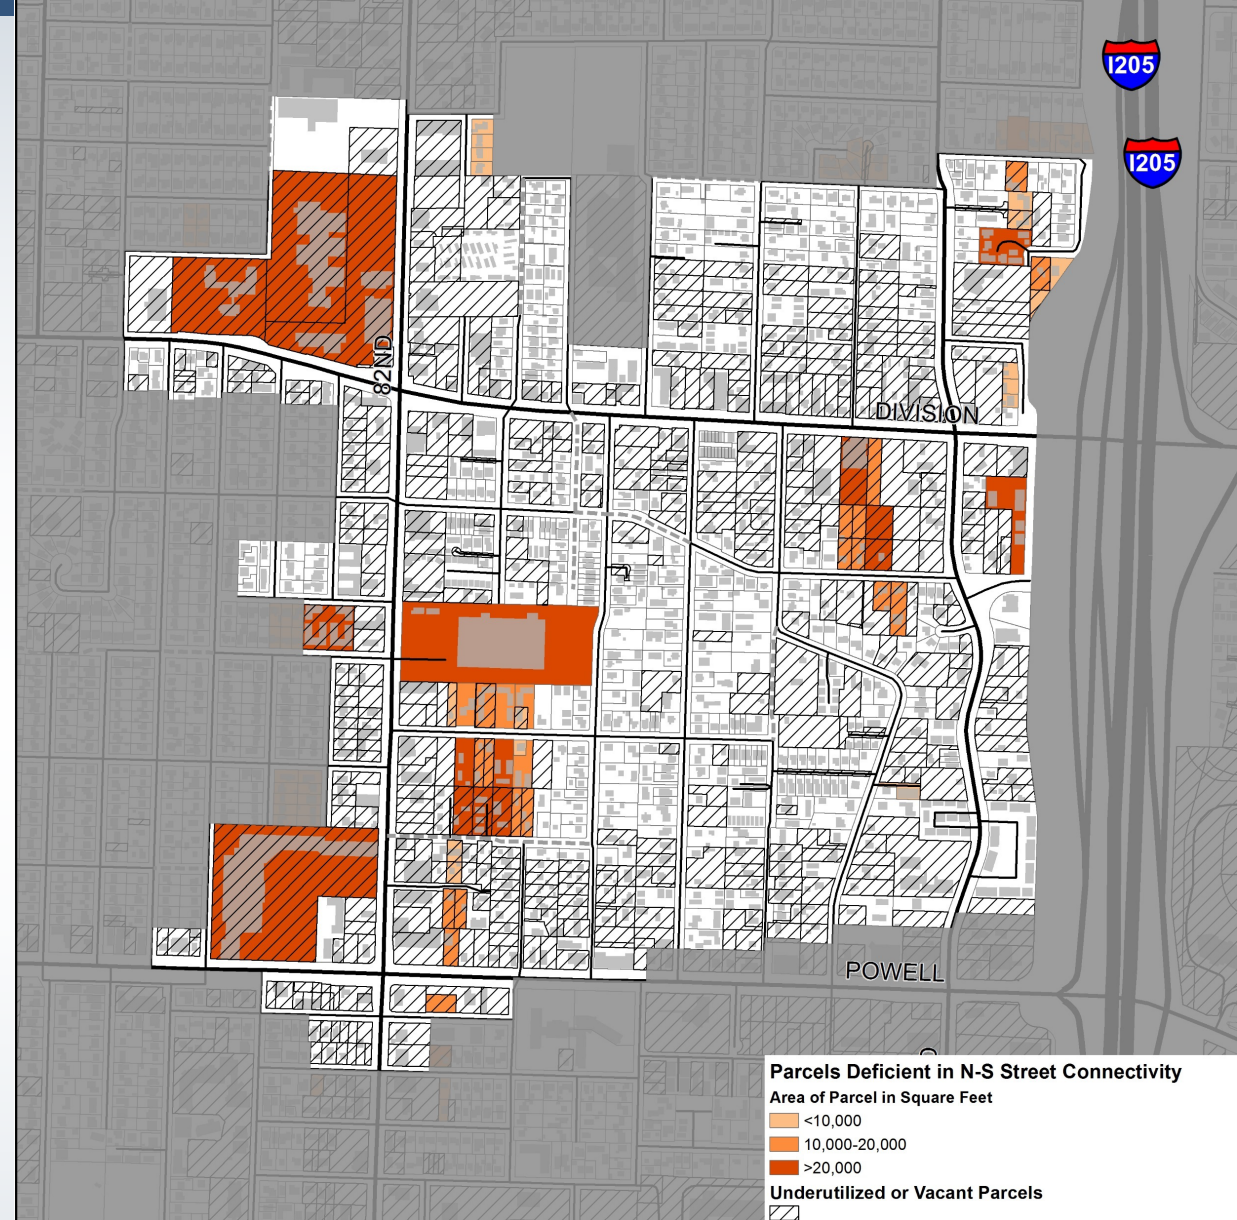 I205
I205
82ND
DIVISION
POWELL
Parcels Deficient in N-S Street Connectivity
Area of Parcel in Square Feet
<10,000
10,000-20,000
>20,000
Underutilized or Vacant Parcels